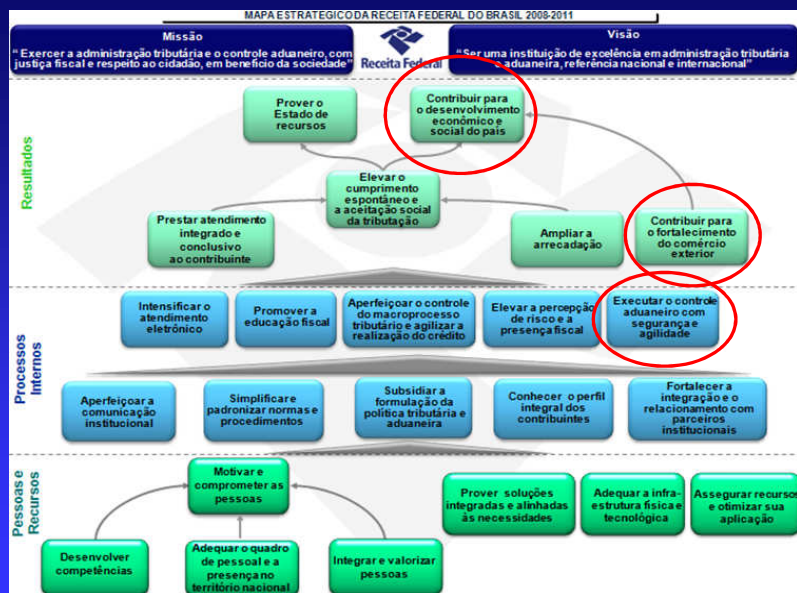 MAPA ESTRATEGICO DA RECEITA FEDERAL DO BRASIL 2008-2011
Missão
“ Exercer a administração tributária e o controle aduaneiro, com
justiça fiscal e respeito ao cidadão, em benefício da sociedade”
Receita Federal
Visão
“Ser uma instituição de excelência em administração tributária
e aduaneira, referência nacional e internacional”
Resultados
Prover o
Estado de
recursos
Contribuir para
o desenvolvimento
econômico e
social do país
Elevar o
cumprimento
espontâneo e
a aceitação social
da tributação
Prestar atendimento
integrado e
conclusivo
ao contribuinte
Ampliar a
arrecadação
Contribuir para
o fortalecimento
do comércio
exterior
Processos
Internos
Intensificar o
atendimento
eletrônico
Promover a
educação fiscal
Aperfeiçoar o controle
do macroprocesso
tributário e agilizar a
realização do crédito
Elevar a percepção
de risco e a
presença fiscal
Executar o controle
aduaneiro com
segurança e
agilidade
Aperfeiçoar a
comunicação
institucional
Simplificar e
padronizar normas e
procedimentos
Subsidiar a
formulação da
política tributária e
aduaneira
Conhecer o perfil
integral dos
contribuintes
Fortalecer a
integração e o
relacionamento com
parceiros
institucionais
Pessoas e
Recursos
Motivar e
comprometer as
pessoas
Prover soluções
integradas e alinhadas
às necessidades
Adequar a infra-
estrutura física e
tecnológica
Assegurar recursos
e otimizar sua
aplicação
Desenvolver
competências
Adequar o quadro
de pessoal e a
presença no
território nacional
Integrar e valorizar
pessoas